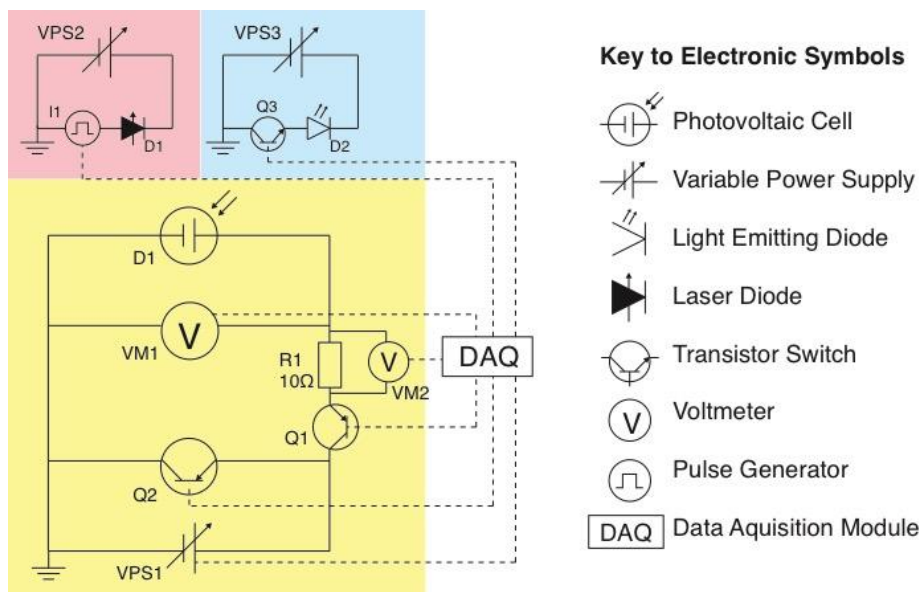 VPS2
I1
D1
VPS3
Q3
D2
D1
V
VM1
R1
10Ω
V
VM2
Q1
Q2
VPS1
DAQ
Key to Electronic Symbols
Photovoltaic Cell
Variable Power Supply
Light Emitting Diode
Laser Diode
Transistor Switch
V Voltmeter
Pulse Generator
DAQ Data Aquisition Module